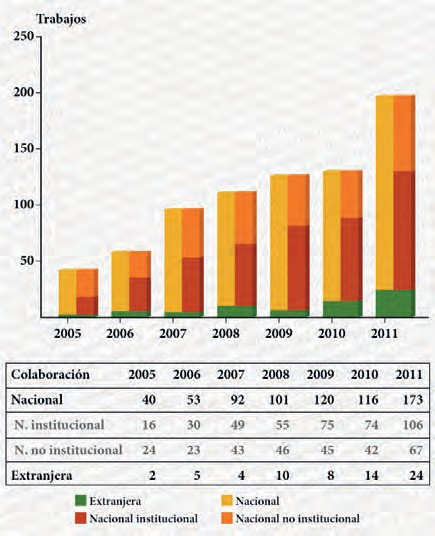 Trabajos
250
200
150
100
50
2005 2006 2007 2008 2009 2010 2011
Colaboración 2005 2006 2007 2008 2009 2010 2011
Nacional 40 53 92 101 120 116 173
N. institucional 16 30 49 55 75 74 106
N. no institucional 24 23 43 46 45 42 67
Extranjera 2 5 4 10 8 14 24
Extranjera Nacional
Nacional institucional Nacional no institucional